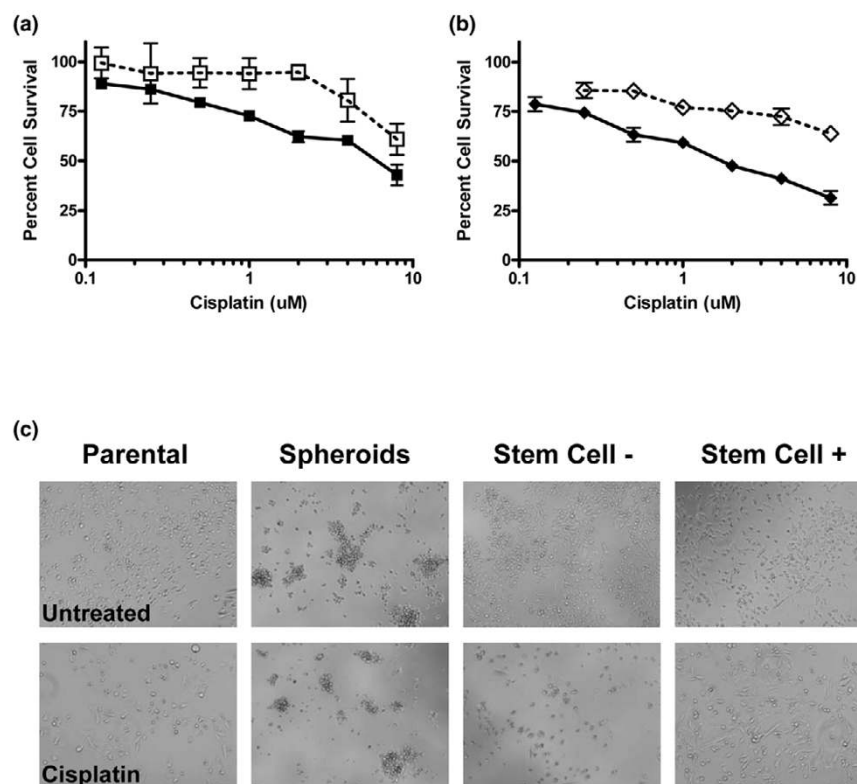 (a)
(b)
100
75
50
25
0
Percent Cell Survival
0.1
1
10
Cisplatin (uM)
100
75
50
25
0
Percent Cell Survival
0.1
1
10
Cisplatin (uM)
(c)
Parental
Spheroids
Stem Cell -
Stem Cell +
Untreated
Cisplatin